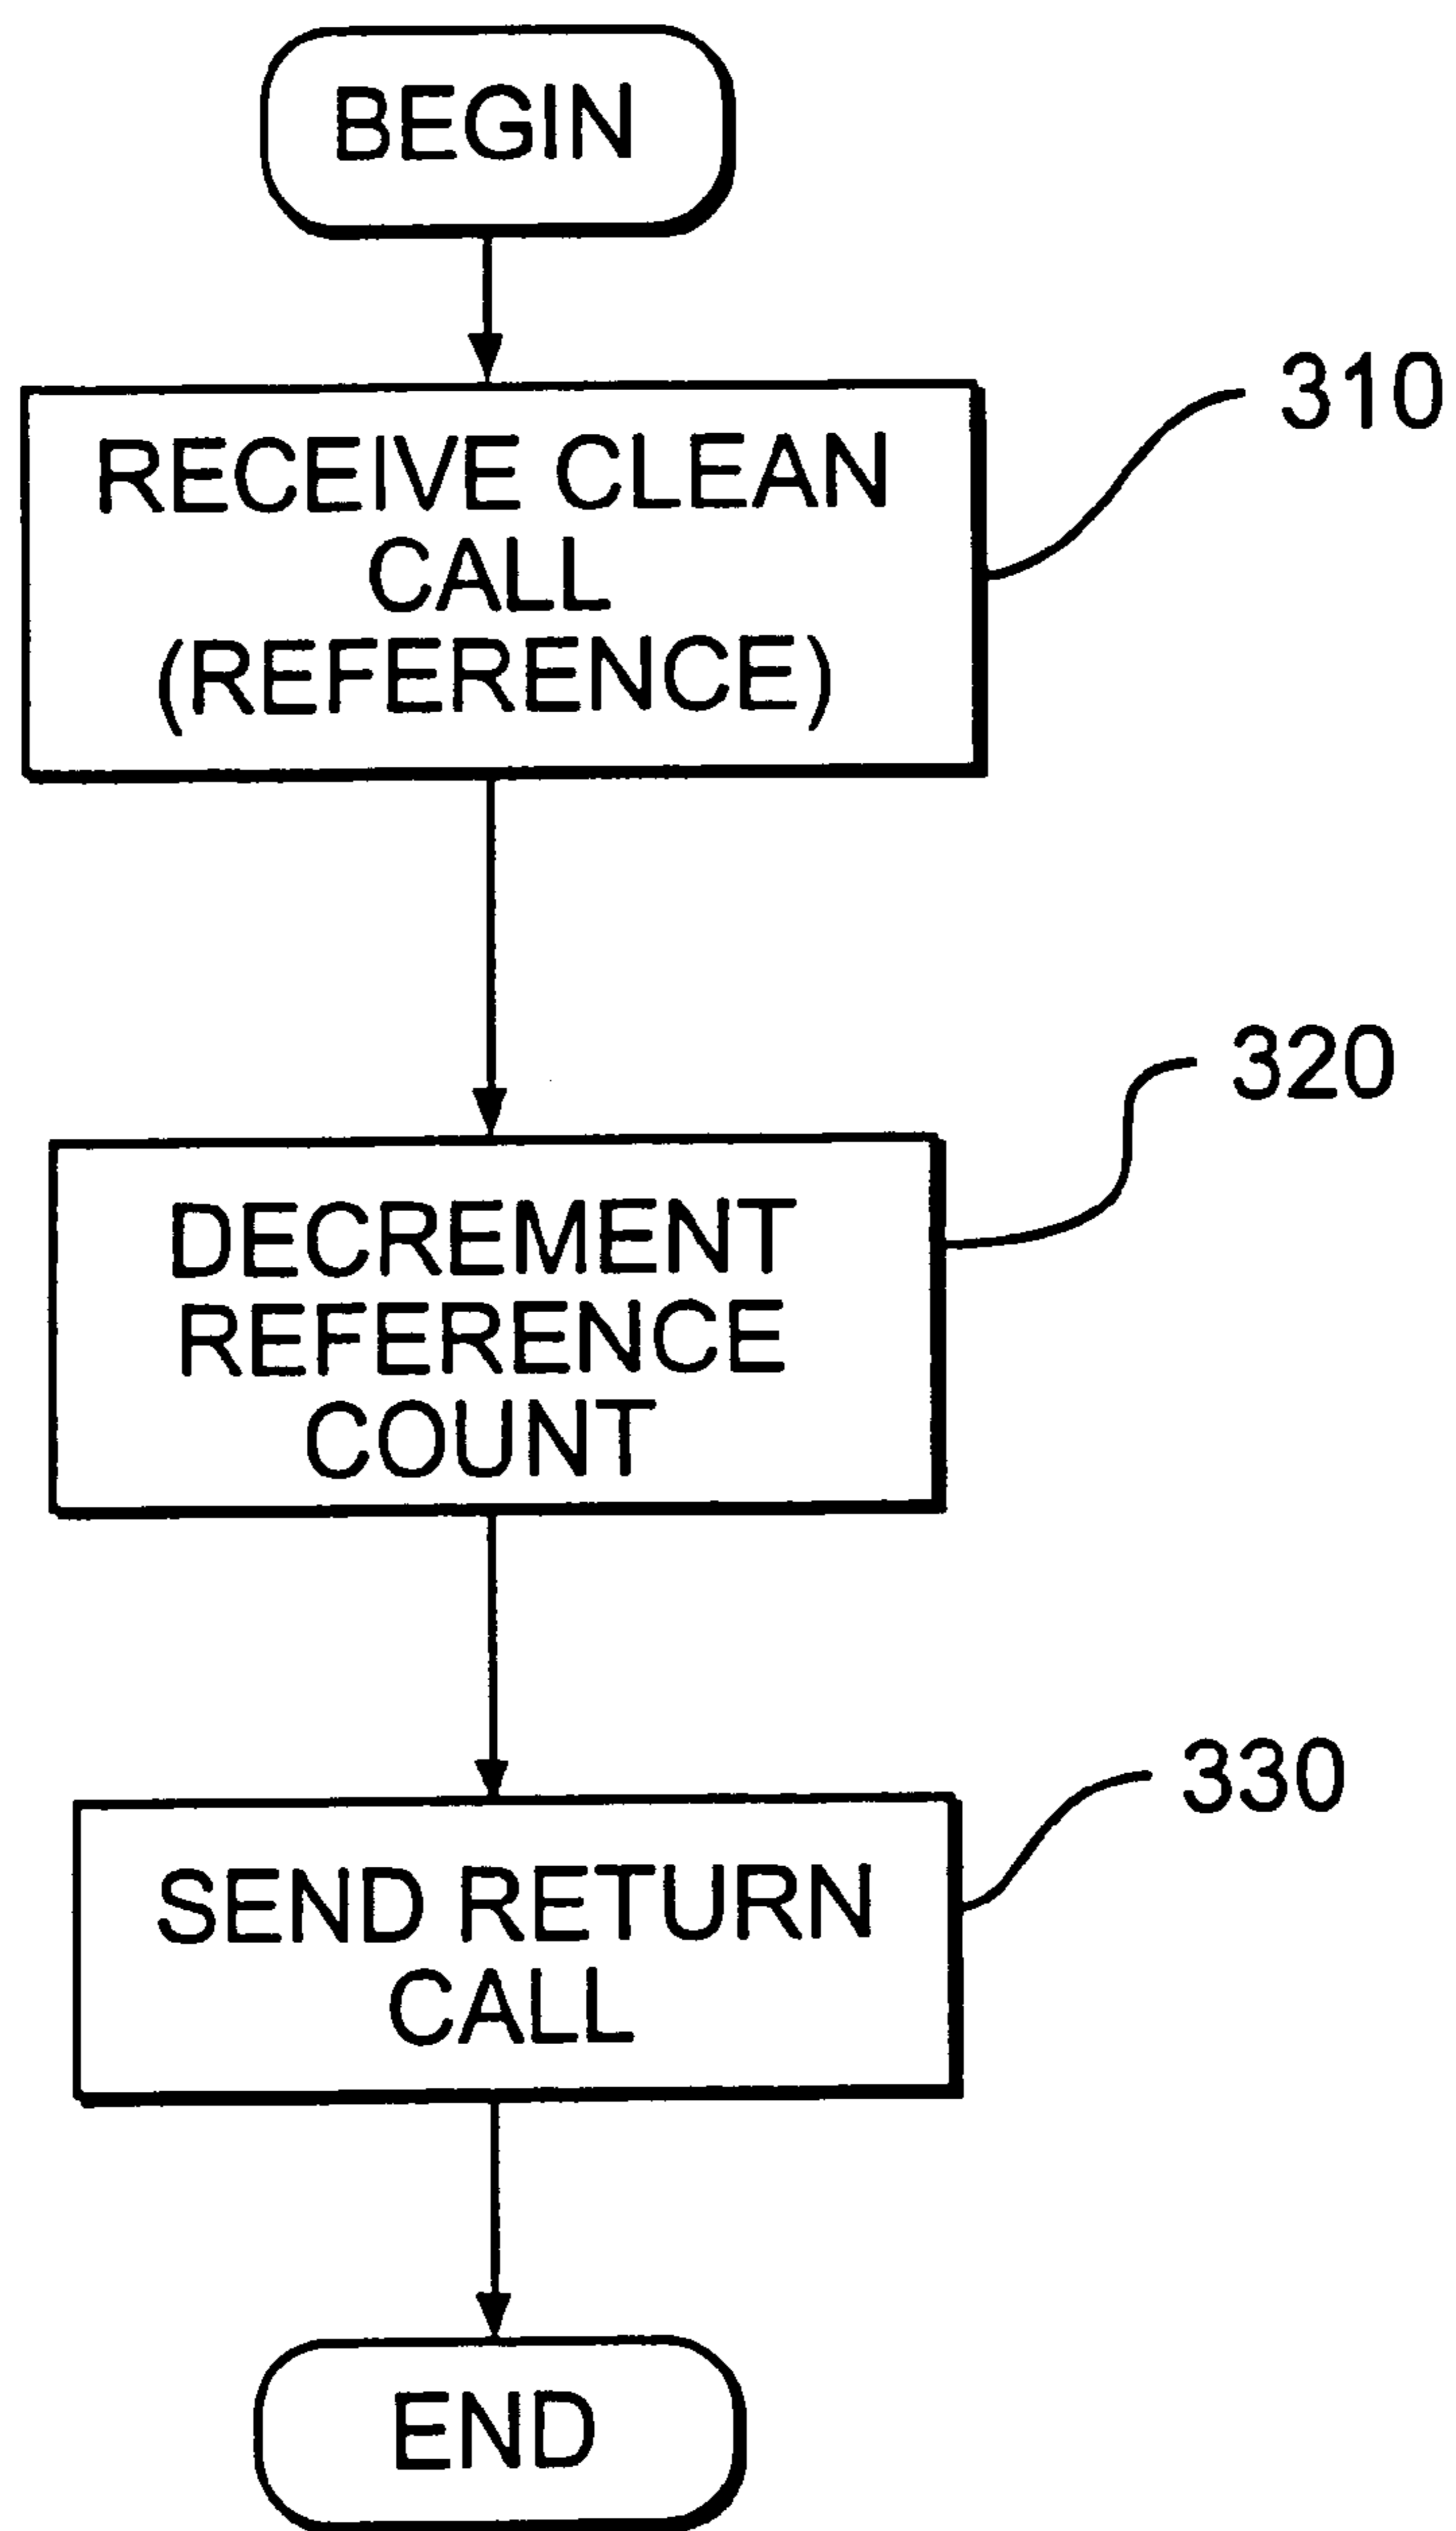 BEGIN
RECEIVE CLEAN
CALL
(REFERENCE)
310
DECREMENT
REFERENCE
COUNT
320
SEND RETURN
CALL
330
END